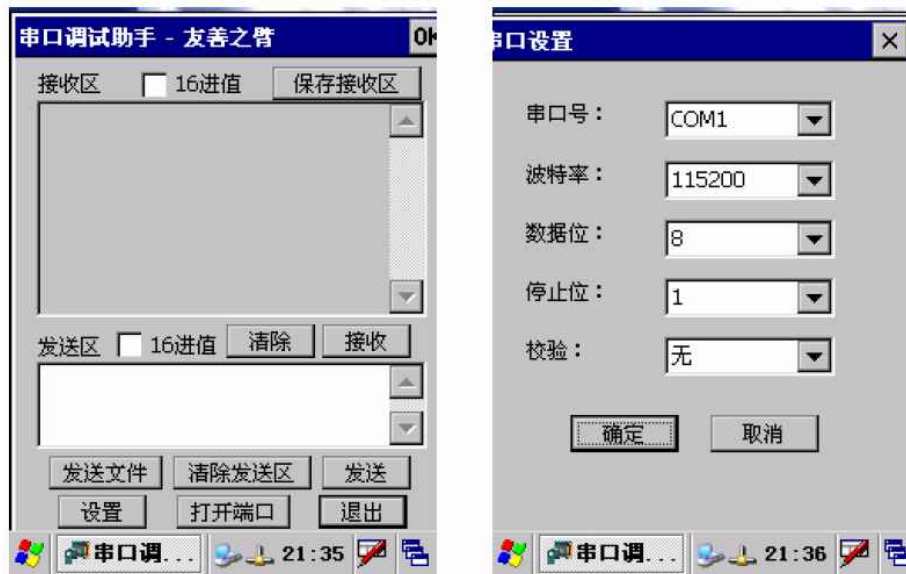 串口调试助手 - 友善之臂
接收区 16进值 保存接收区
发送区 16进值 清除 接收
发送文件 清除发送区 发送
设置 打开端口 退出
串口调... 21:35
口设置
串口号： COM1
波特率： 115200
数据位： 8
停止位： 1
校验： 无
确定 取消
串口调... 21:36